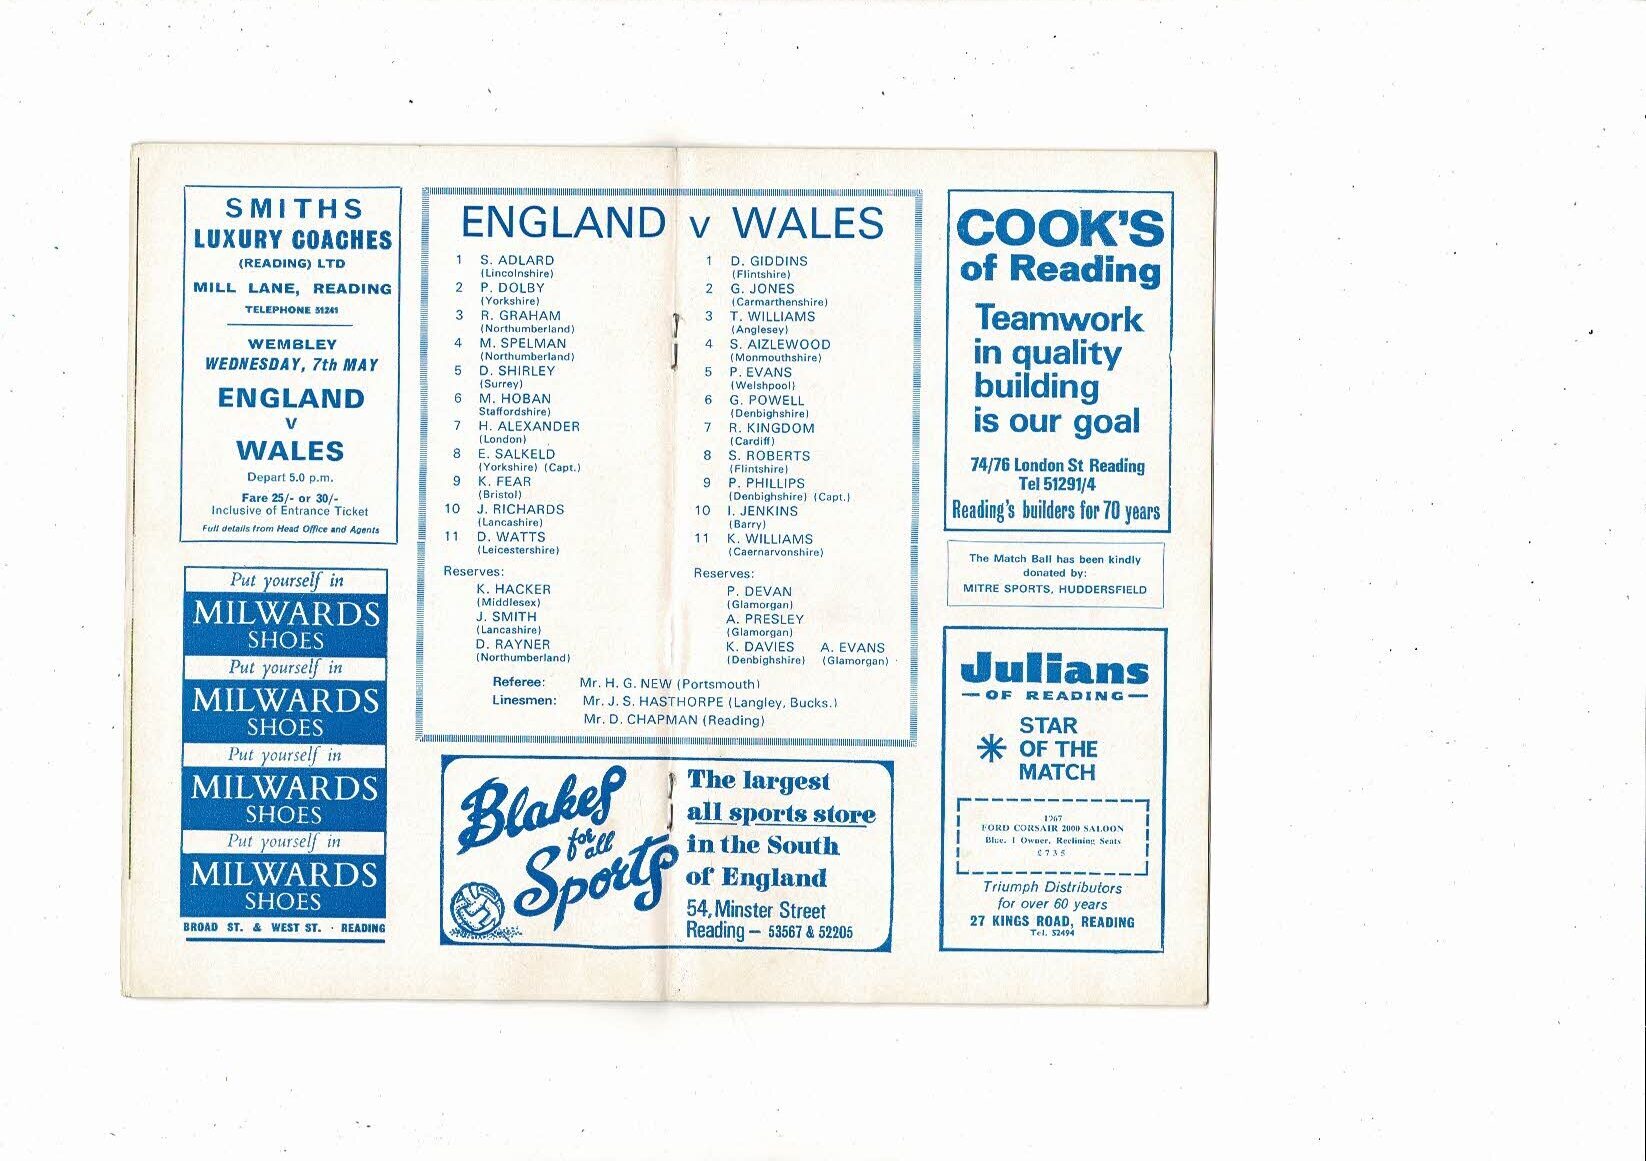 SMITHS
LUXURY COACHES
(READING) LTD
MILL LANE, READING
TELEPHONE 51241
WEMBLEY
WEDNESDAY, 7th MAY
ENGLAND
V
WALES
Depart 5.0 p.m.
Fare 25/- or 30/-
Inclusive of Entrance Ticket
Full details from Head Office and Agents
Put yourself in
MILWARDS
SHOES
Put yourself in
MILWARDS
SHOES
Put yourself in
MILWARDS
SHOES
Put yourself in
MILWARDS
SHOES
BROAD ST. & WEST ST. · READING
ENGLAND v WALES
1 S. ADLARD
(Lincolnshire)
2 P. DOLBY
(Yorkshire)
3 R. GRAHAM
(Northumberland)
4 M. SPELMAN
(Northumberland)
5 D. SHIRLEY
(Surrey)
6 M. HOBAN
Staffordshire)
7 H. ALEXANDER
(London)
8 E. SALKELD
(Yorkshire) (Capt.)
9 K. FEAR
(Bristol)
10 J. RICHARDS
(Lancashire)
11 D. WATTS
(Leicestershire)
Reserves:
K. HACKER
(Middlesex)
J. SMITH
(Lancashire)
D. RAYNER
(Northumberland)
1 D. GIDDINS
(Flintshire)
2 G. JONES
(Carmarthenshire)
3 T. WILLIAMS
(Anglesey)
4 S. AIZLEWOOD
(Monmouthshire)
5 P. EVANS
(Welshpool)
6 G. POWELL
(Denbighshire)
7 R. KINGDOM
(Cardiff)
8 S. ROBERTS
(Flintshire)
9 P. PHILLIPS
(Denbighshire) (Capt.)
10 I. JENKINS
(Barry)
11 K. WILLIAMS
(Caernarvonshire)
Reserves:
P. DEVAN
(Glamorgan)
A. PRESLEY
(Glamorgan)
K. DAVIES A. EVANS
(Denbighshire) (Glamorgan)
Referee: Mr. H. G. NEW (Portsmouth)
Linesmen: Mr. J. S. HASTHORPE (Langley, Bucks.)
Mr. D. CHAPMAN (Reading)
Blakes
for all
Sports
The largest
all sports store
in the South
of England
54, Minster Street
Reading — 53567 & 52205
COOK'S
of Reading
Teamwork
in quality
building
is our goal
74/76 London St Reading
Tel 51291/4
Reading's builders for 70 years
The Match Ball has been kindly
donated by:
MITRE SPORTS, HUDDERSFIELD
Julians
— OF READING —
STAR
OF THE
MATCH
1967
FORD CORSAIR 2000 SALOON
Blue. 1 Owner. Reclining Seats
£735
Triumph Distributors
for over 60 years
27 KINGS ROAD, READING
Tel. 52494